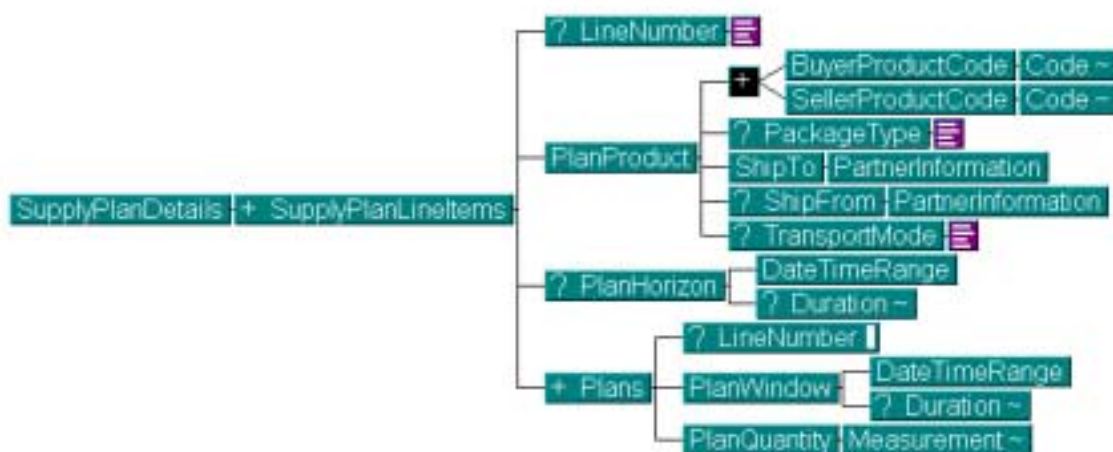 ? LineNumber
+
BuyerProductCode Code ~
SellerProductCode Code ~
PlanProduct
? PackageType
ShipTo PartnerInformation
? ShipFrom PartnerInformation
SupplyPlanDetails + SupplyPlanLineItems
? TransportMode
? PlanHorizon
DateTimeRange
? Duration ~
? LineNumber
+ Plans
PlanWindow
DateTimeRange
? Duration ~
PlanQuantity Measurement ~